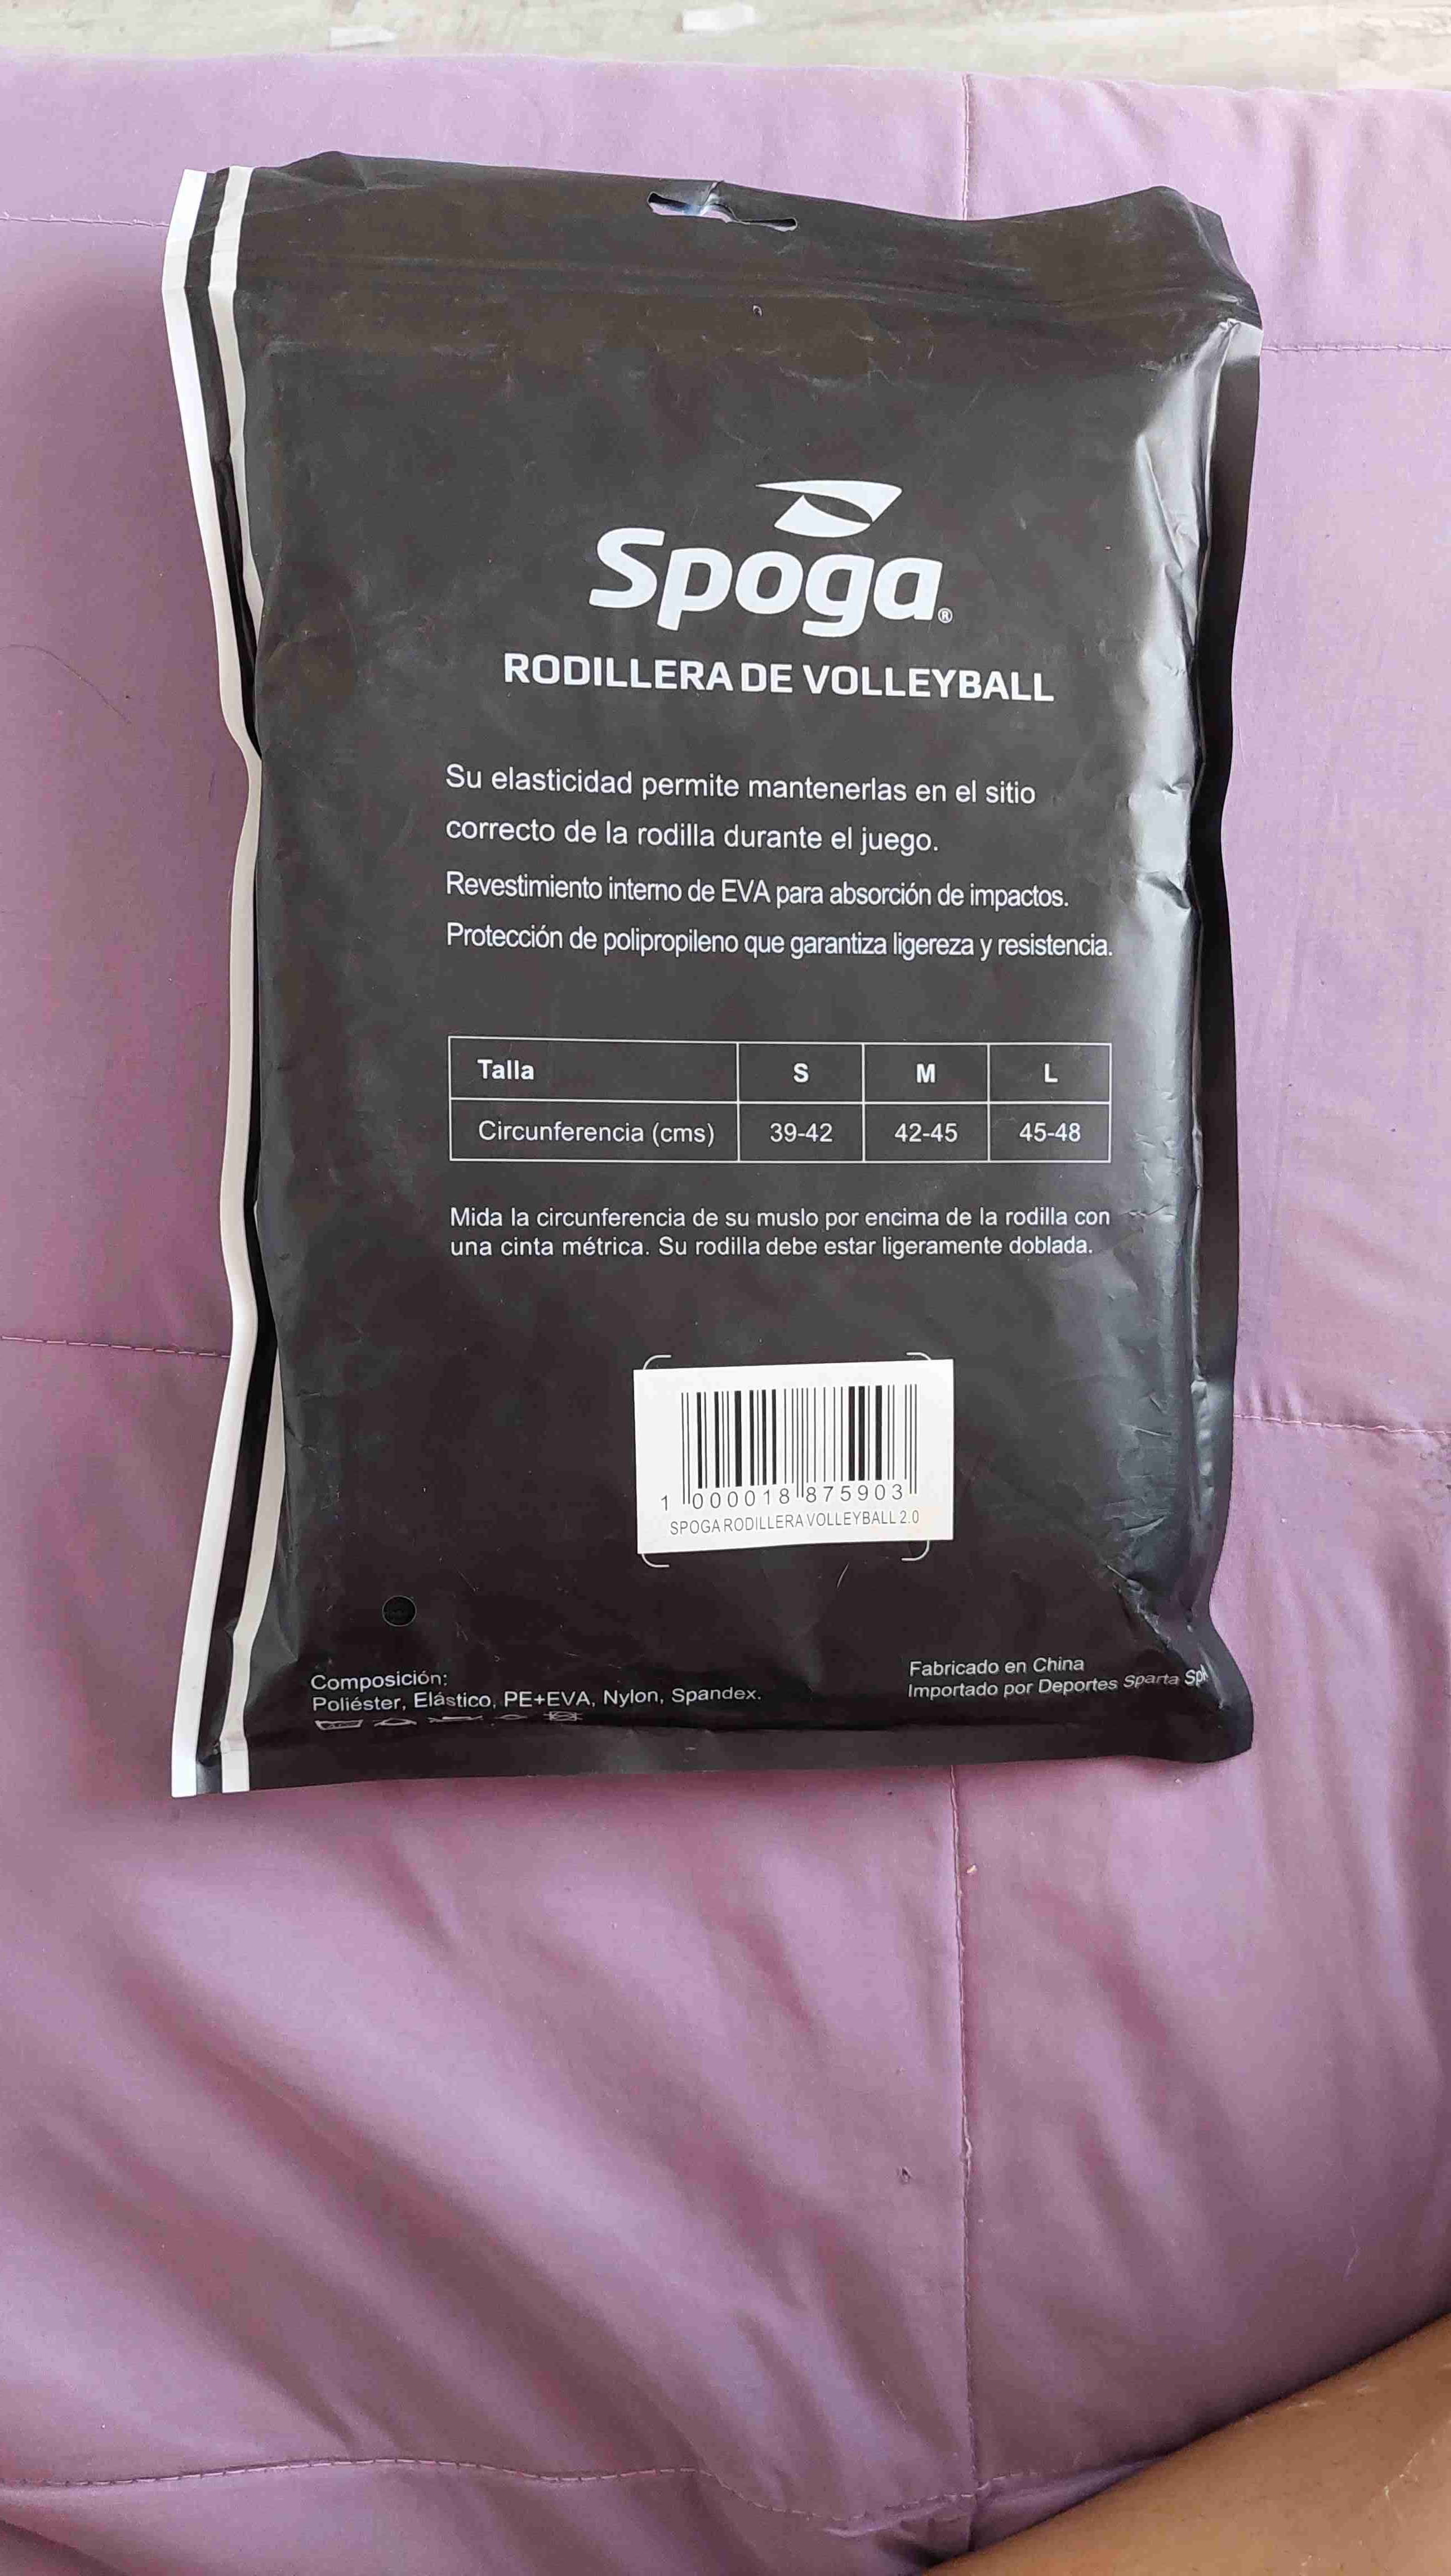 Spoga®
RODILLERA DE VOLLEYBALL
Su elasticidad permite mantenerlas en el sitio
correcto de la rodilla durante el juego.
Revestimiento interno de EVA para absorción de impactos.
Protección de polipropileno que garantiza ligereza y resistencia.
Talla S M L
Circunferencia (cms) 39-42 42-45 45-48
Mida la circunferencia de su muslo por encima de la rodilla con
una cinta métrica. Su rodilla debe estar ligeramente doblada.
1 000018 875903
SPOGA RODILLERA VOLLEYBALL 2.0
Composición:
Poliéster, Elástico, PE+EVA, Nylon, Spandex.
Fabricado en China
Importado por Deportes Sparta